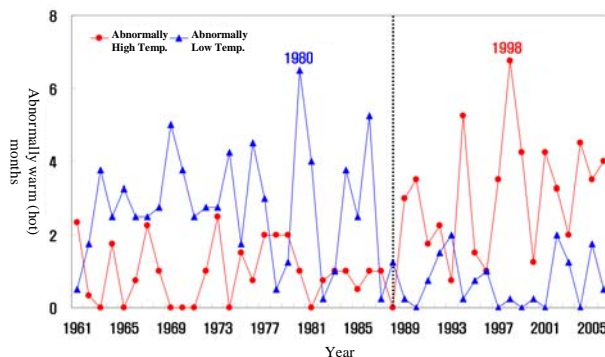 8
6
4
2
0
Abnormally warm (hot)
months
Abnormally
High Temp.
Abnormally
Low Temp.
1980
1998
1961 1965 1969 1973 1977 1981 1985 1989 1993 1997 2001 2005
Year